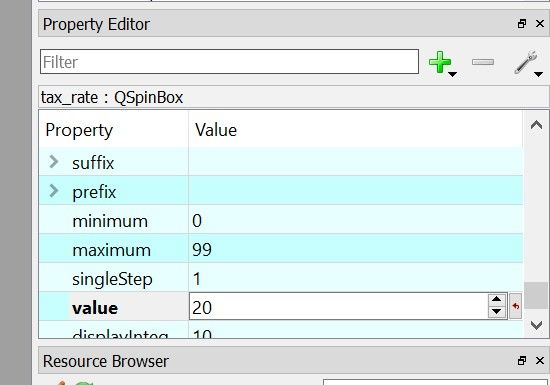 Property Editor
Filter
tax_rate : QSpinBox
Property Value
suffix
prefix
minimum 0
maximum 99
singleStep 1
value 20
displayInteg 10
Resource Browser